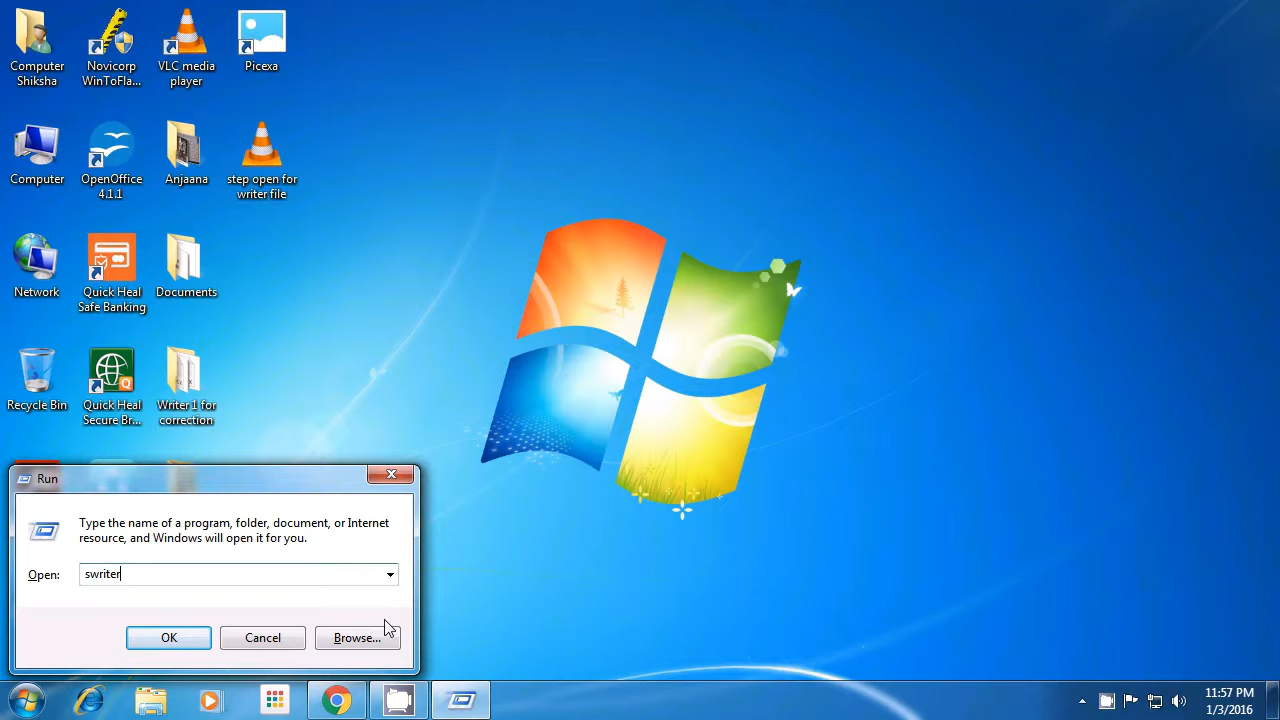 Computer
Shiksha
Novicorp
WinToFla...
VLC media
player
Picexa
Computer
OpenOffice
4.1.1
Anjaana
step open for
writer file
Network
Quick Heal
Safe Banking
Documents
Recycle Bin
Quick Heal
Secure Br...
Writer 1 for
correction
Run
Type the name of a program, folder, document, or Internet
resource, and Windows will open it for you.
Open:
swriter
OK
Cancel
Browse...
11:57 PM
1/3/2016